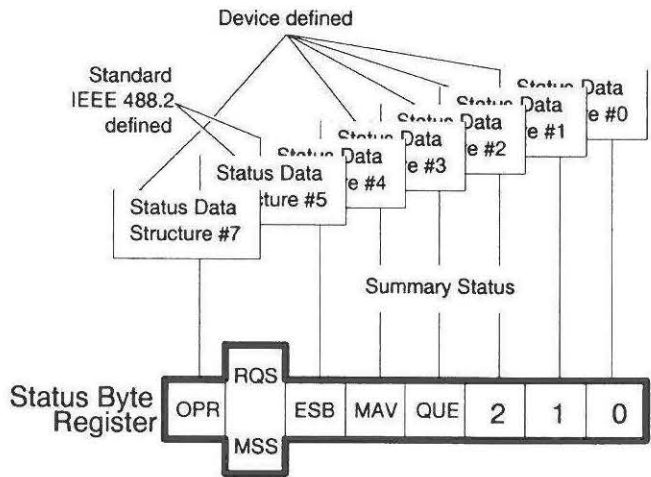 Device defined
Standard
IEEE 488.2
defined
Status Data
re #0
Status Data
re #1
Status Data
re #2
Status Data
re #3
Status Data
re #4
Status Data
cture #5
Status Data
Structure #7
Summary Status
Status Byte
Register
OPR
RQS
MSS
ESB
MAV
QUE
2
1
0